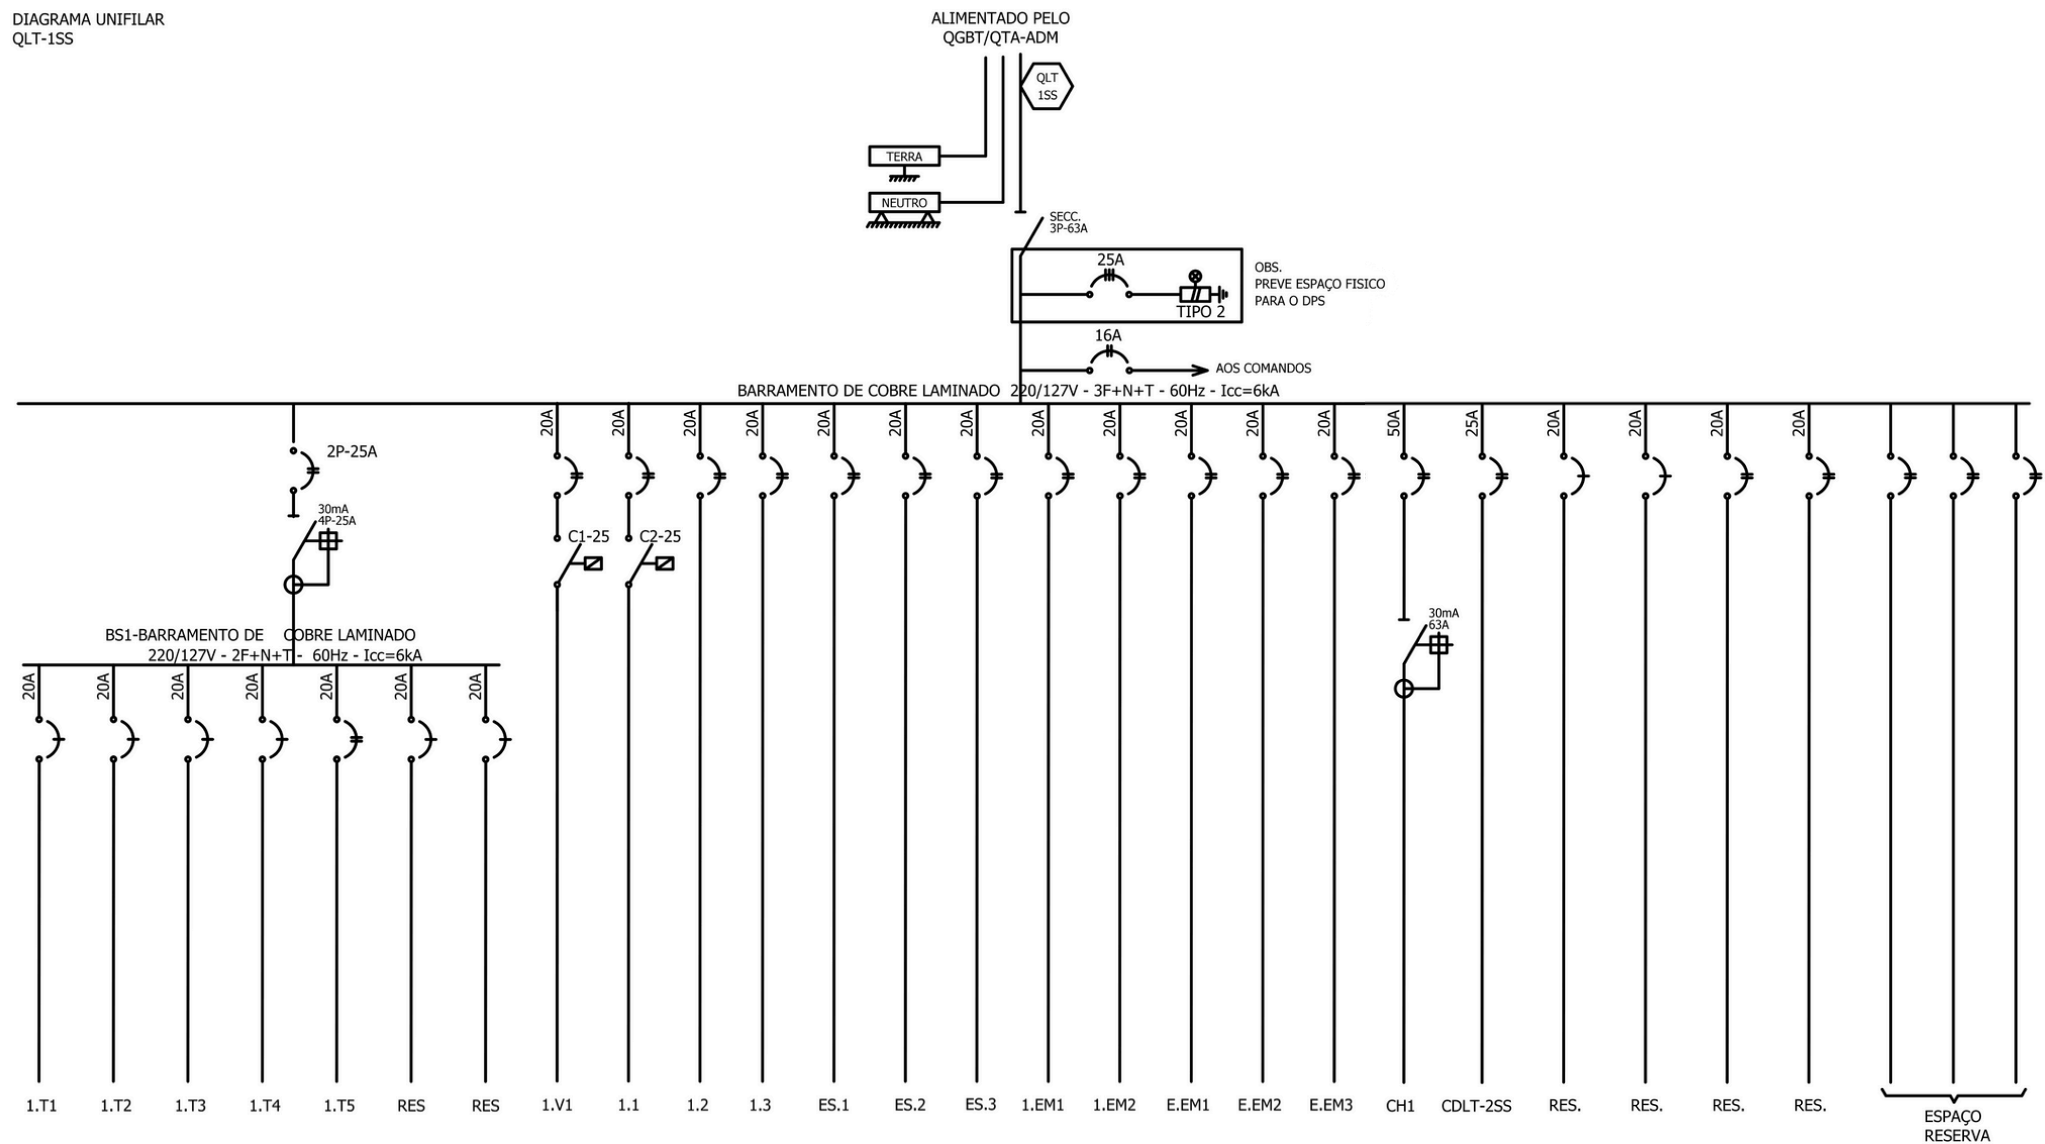 DIAGRAMA UNIFILAR
QLT-1SS
ALIMENTADO PELO
QGBT/QTA-ADM
QLT
1SS
TERRA
NEUTRO
SECC.
3P-63A
25A
TIPO 2
OBS.
PREVE ESPAÇO FISICO
PARA O DPS
16A
AOS COMANDOS
BARRAMENTO DE COBRE LAMINADO 220/127V - 3F+N+T - 60Hz - Icc=6kA
2P-25A
30mA
4P-25A
20A 20A 20A 20A 20A 20A 20A 20A 20A 20A 20A 20A 50A 25A 20A 20A 20A 20A
C1-25
C2-25
30mA
63A
BS1-BARRAMENTO DE COBRE LAMINADO
220/127V - 2F+N+T - 60Hz - Icc=6kA
20A 20A 20A 20A 20A 20A 20A
1.T1 1.T2 1.T3 1.T4 1.T5 RES RES 1.V1 1.1 1.2 1.3 ES.1 ES.2 ES.3 1.EM1 1.EM2 E.EM1 E.EM2 E.EM3 CH1 CDLT-2SS RES. RES. RES. RES.
ESPAÇO
RESERVA